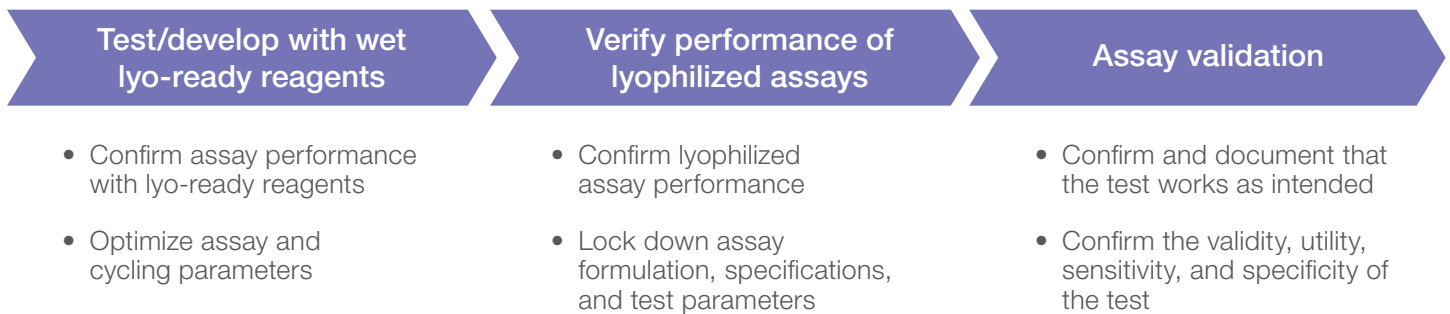 Test/develop with wet
lyo-ready reagents
• Confirm assay performance
with lyo-ready reagents
• Optimize assay and
cycling parameters
Verify performance of
lyophilized assays
• Confirm lyophilized
assay performance
• Lock down assay
formulation, specifications,
and test parameters
Assay validation
• Confirm and document that
the test works as intended
• Confirm the validity, utility,
sensitivity, and specificity of
the test